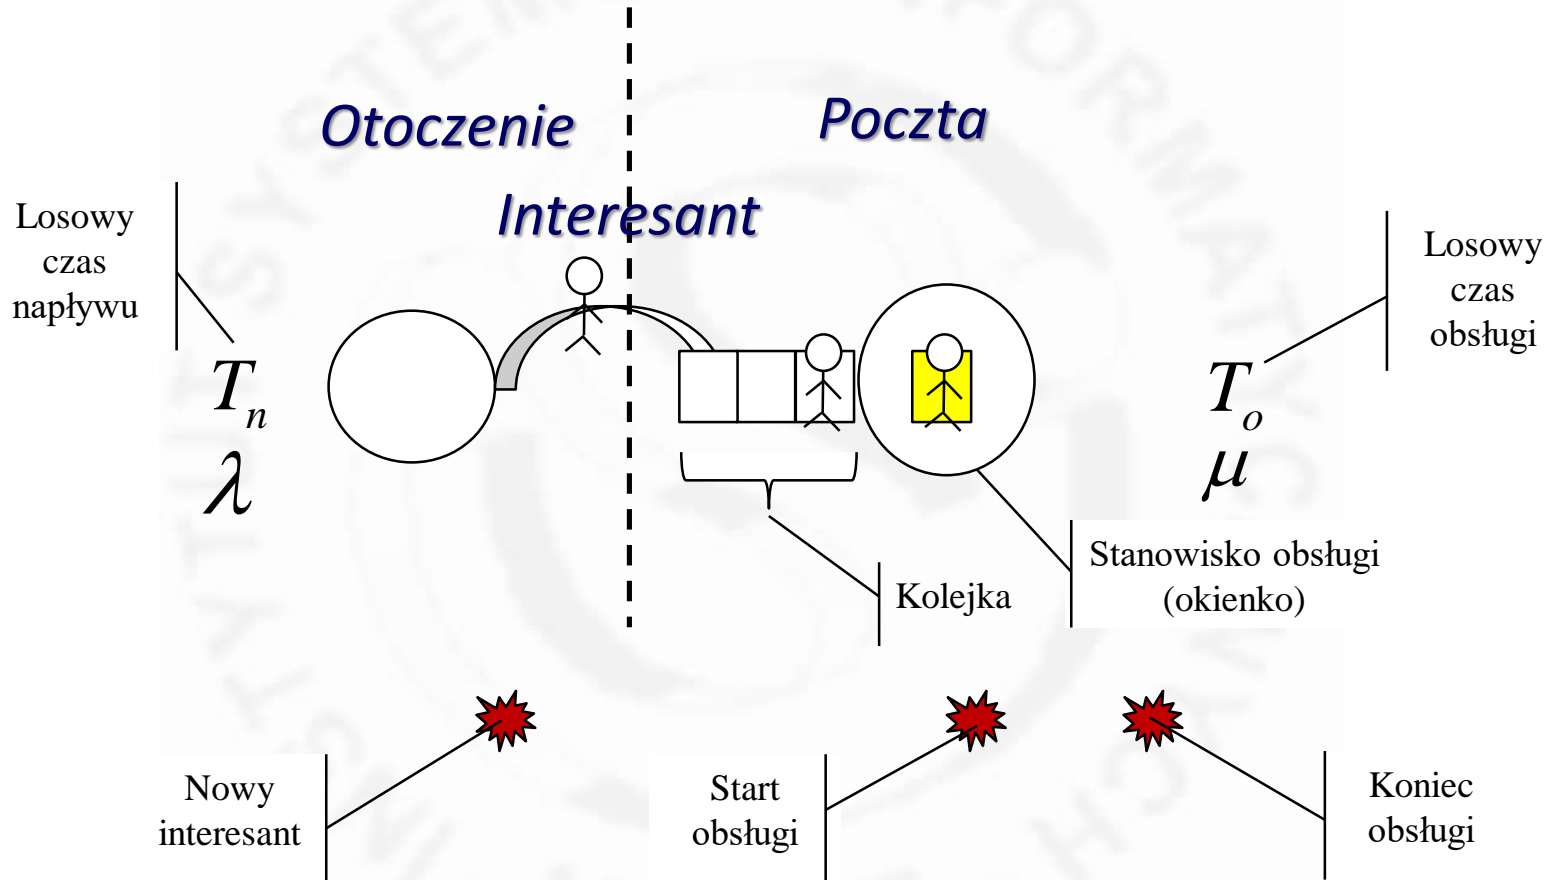 Otoczenie
Poczta
Interesant
Losowy
czas
napływu
Losowy
czas
obsługi
Tn
λ
To
μ
Stanowisko obsługi
(okienko)
Kolejka
Nowy
interesant
Start
obsługi
Koniec
obsługi